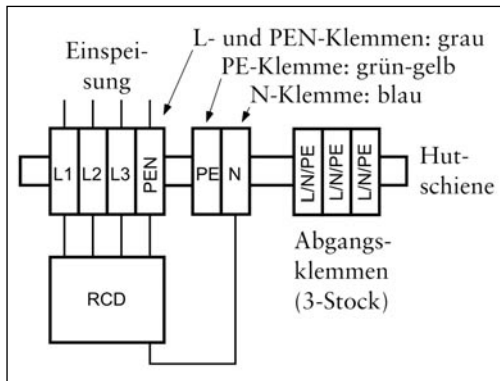 Einspei-
sung
L- und PEN-Klemmen: grau
PE-Klemme: grün-gelb
N-Klemme: blau
L1
L2
L3
PEN
PE
N
L/N/PE
L/N/PE
L/N/PE
Hut-
schiene
Abgangs-
klemmen
(3-Stock)
RCD